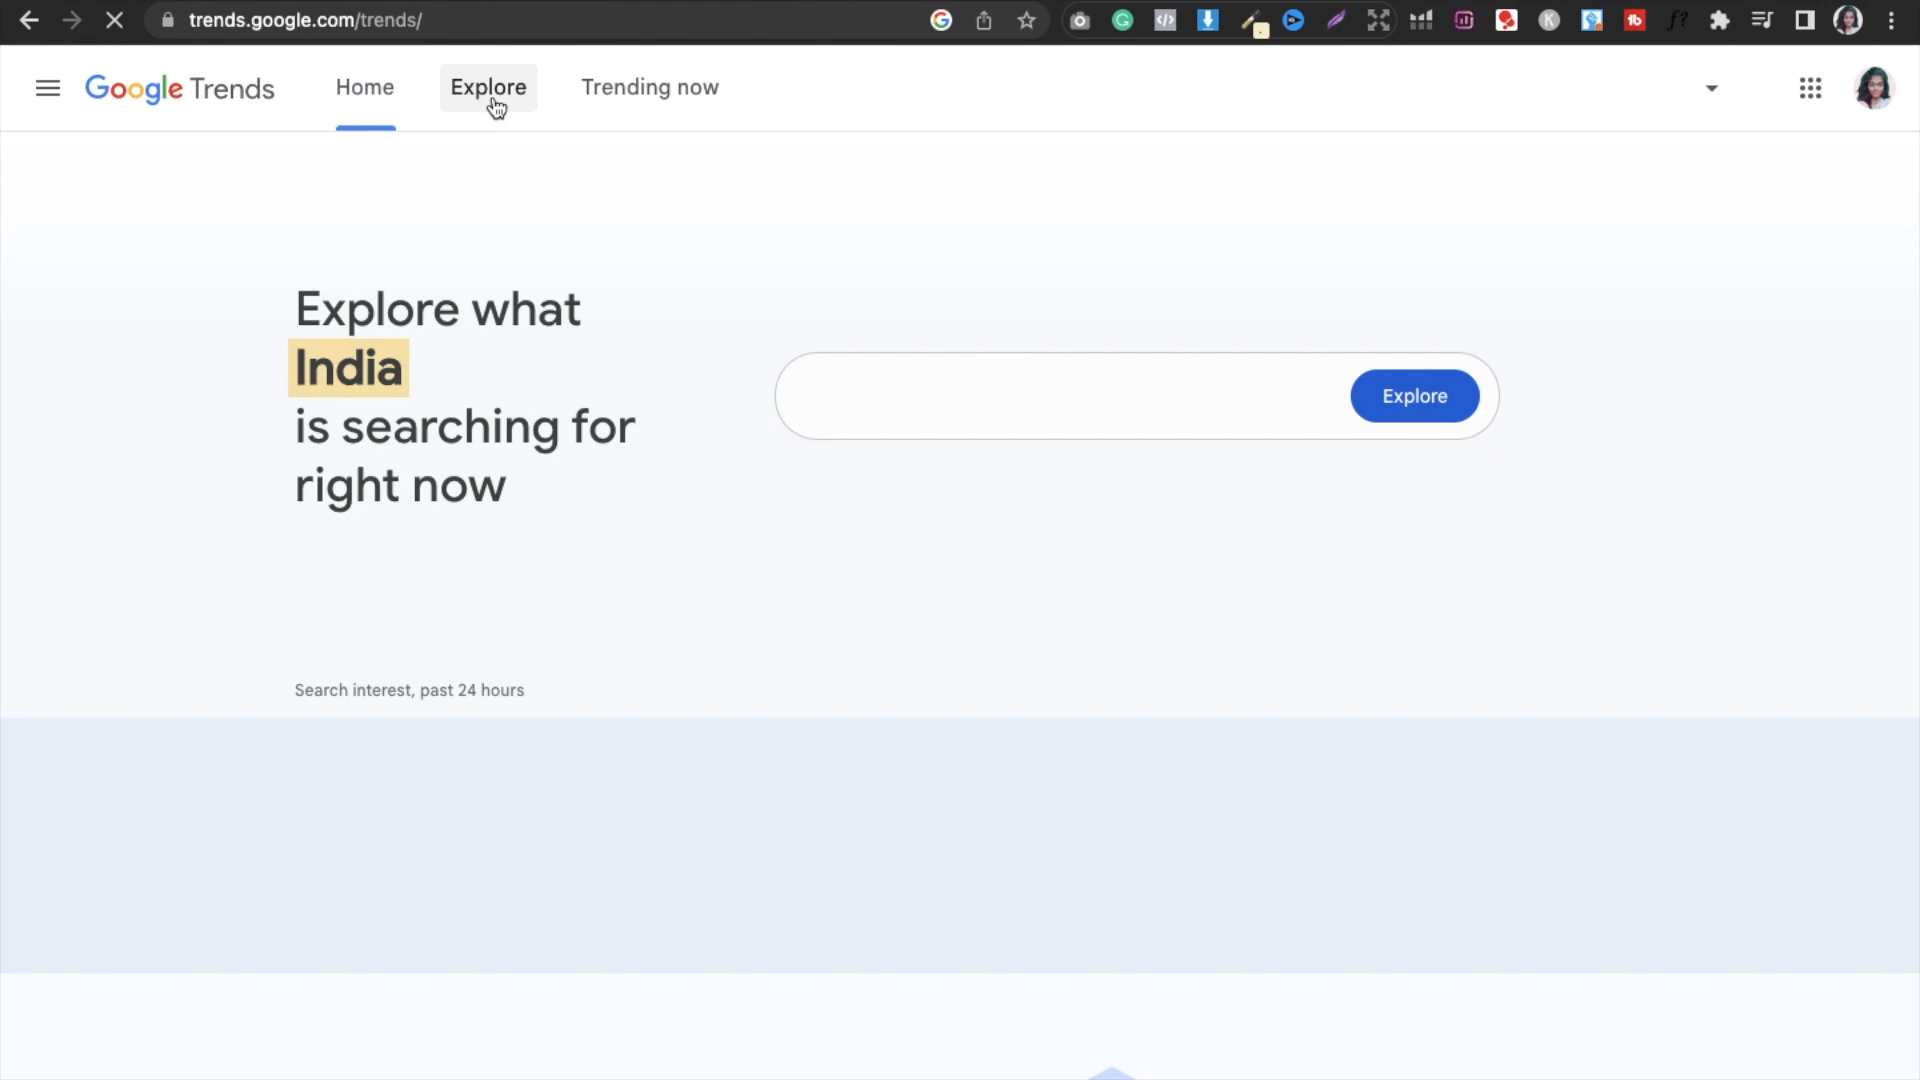 trends.google.com/trends/
Google Trends
Home
Explore
Trending now
Explore what
India
is searching for
right now
Explore
Search interest, past 24 hours